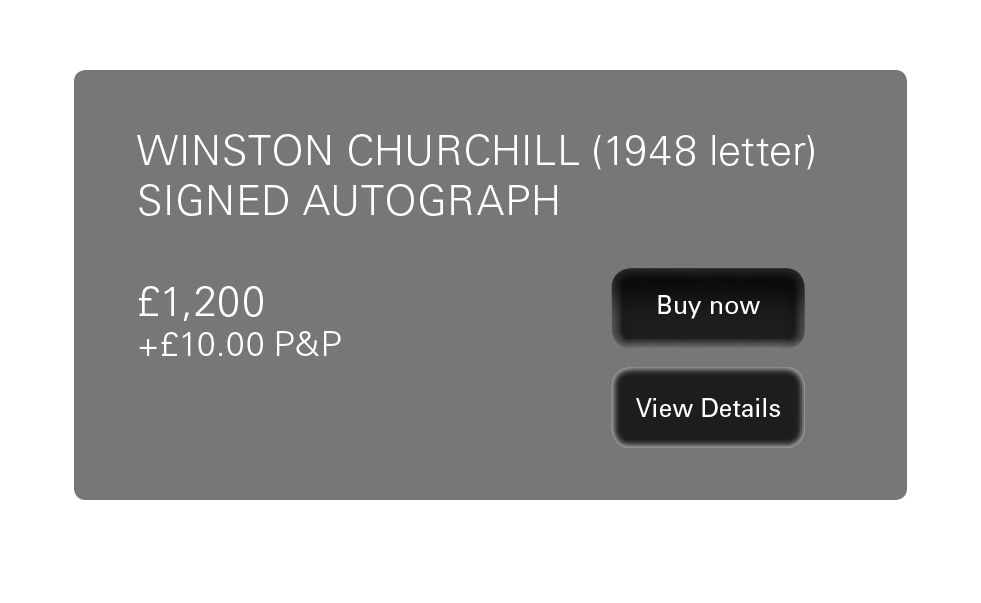 WINSTON CHURCHILL (1948 letter)
SIGNED AUTOGRAPH
£1,200
+£10.00 P&P
Buy now
View Details